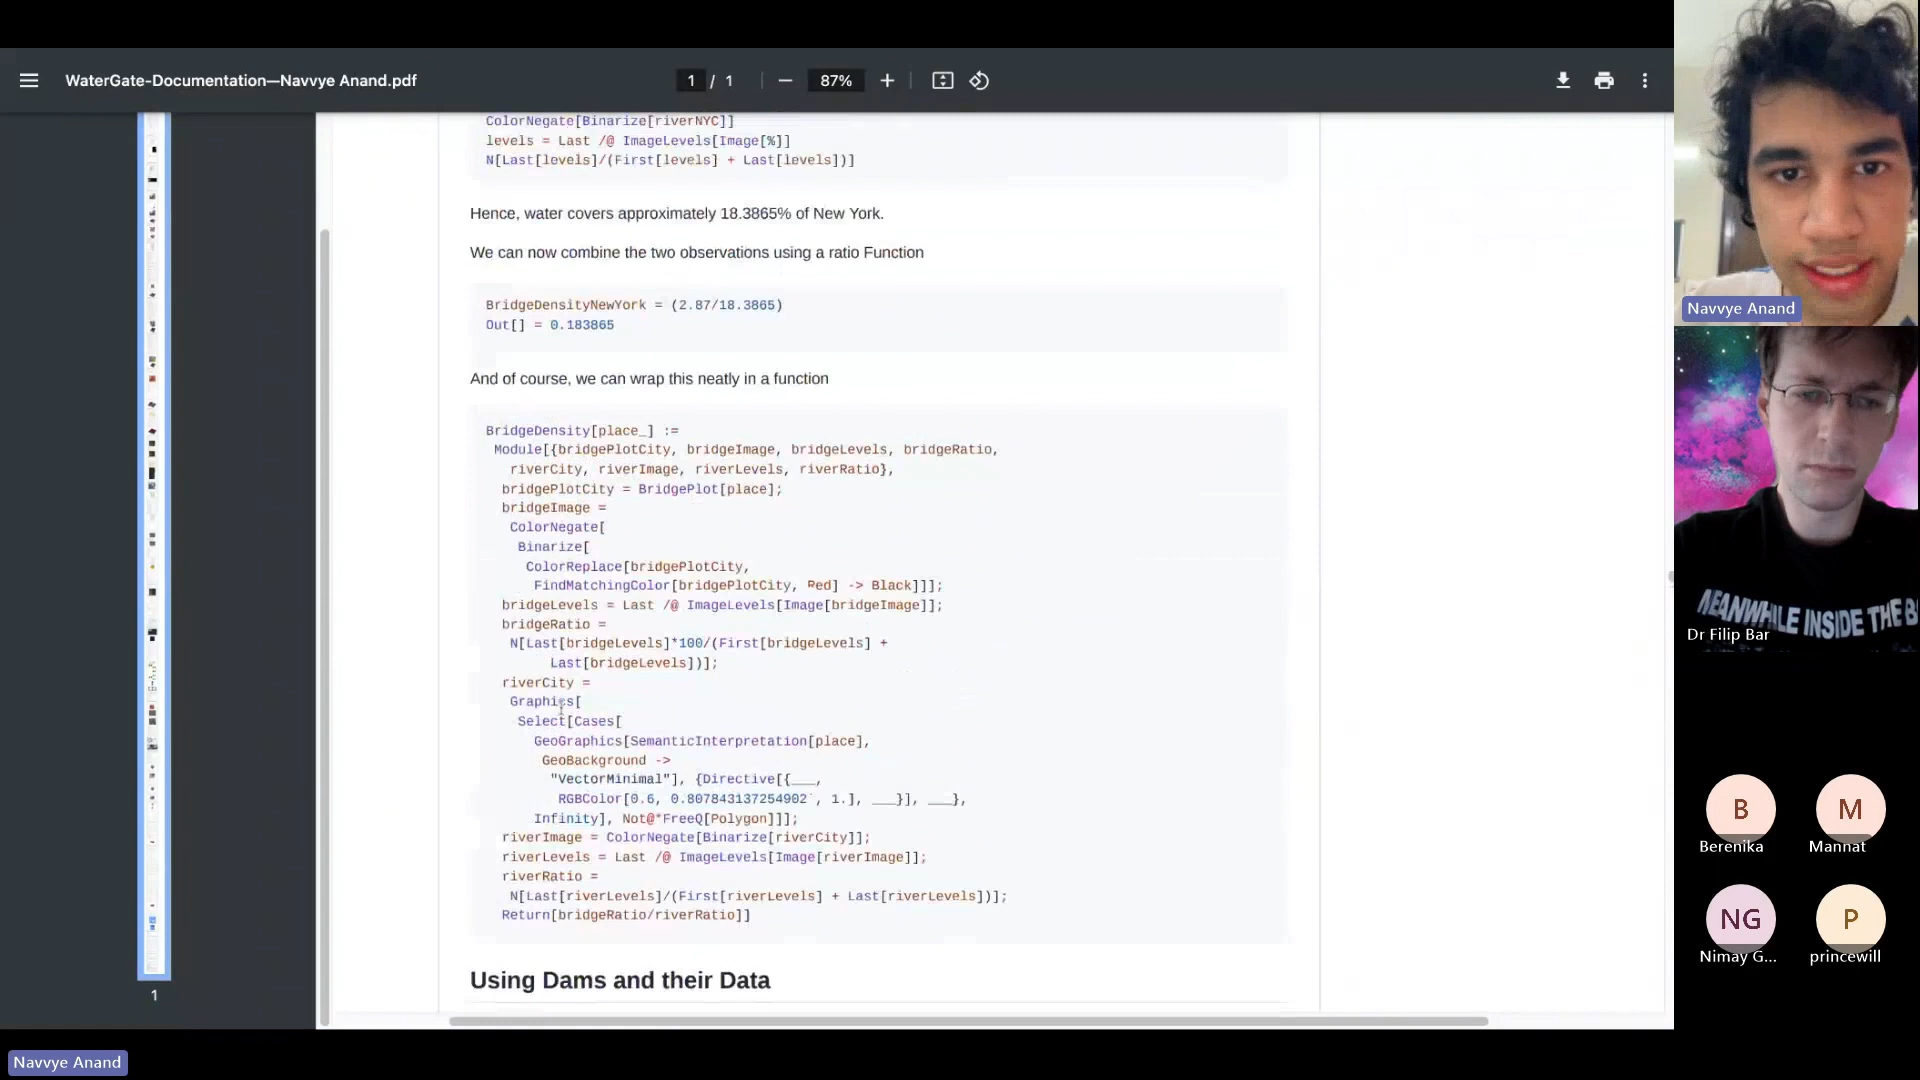 WaterGate-Documentation—Navvye Anand.pdf
1 / 1
87%
ColorNegate[Binarize[riverNYC]]
levels = Last /@ ImageLevels[Image[%]]
N[Last[levels]/(First[levels] + Last[levels])]
Hence, water covers approximately 18.3865% of New York.
We can now combine the two observations using a ratio Function
BridgeDensityNewYork = (2.87/18.3865)
Out[] = 0.183865
And of course, we can wrap this neatly in a function
BridgeDensity[place_] :=
Module[{bridgePlotCity, bridgeImage, bridgeLevels, bridgeRatio,
riverCity, riverImage, riverLevels, riverRatio},
bridgePlotCity = BridgePlot[place];
bridgeImage =
ColorNegate[
Binarize[
ColorReplace[bridgePlotCity,
FindMatchingColor[bridgePlotCity, Red] -> Black]]];
bridgeLevels = Last /@ ImageLevels[Image[bridgeImage]];
bridgeRatio =
N[Last[bridgeLevels]*100/(First[bridgeLevels] +
Last[bridgeLevels])];
riverCity =
Graphics[
Select[Cases[
GeoGraphics[SemanticInterpretation[place],
GeoBackground ->
"VectorMinimal"], {Directive[{___,
RGBColor[0.6, 0.807843137254902`, 1.], ___}], ___},
Infinity], Not@*FreeQ[Polygon]]];
riverImage = ColorNegate[Binarize[riverCity]];
riverLevels = Last /@ ImageLevels[Image[riverImage]];
riverRatio =
N[Last[riverLevels]/(First[riverLevels] + Last[riverLevels])];
Return[bridgeRatio/riverRatio]]
Using Dams and their Data
1
Navvye Anand
Navvye Anand
MEANWHILE INSIDE THE
Dr Filip Bar
B
Berenika
M
Mannat
NG
Nimay G...
P
princewill